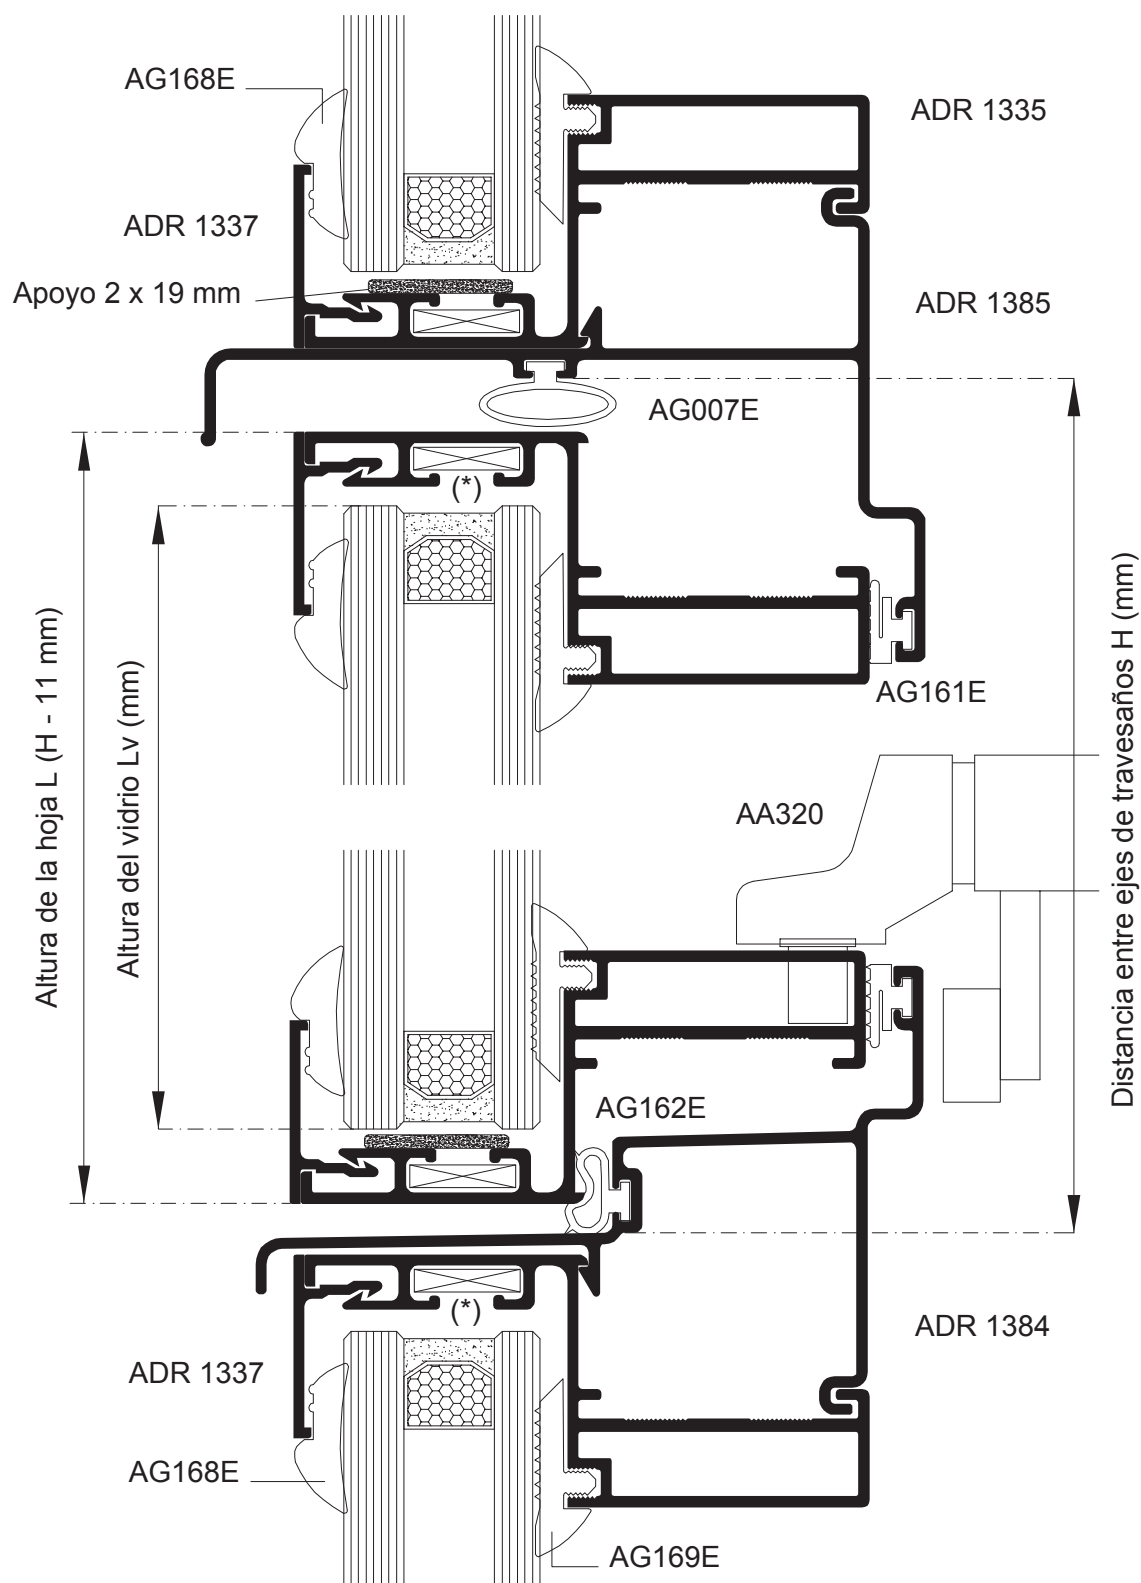 AG168E
ADR 1335
ADR 1337
Apoyo 2 x 19 mm
ADR 1385
AG007E
(*)
Altura de la hoja L (H - 11 mm)
Altura del vidrio Lv (mm)
Distancia entre ejes de travesaños H (mm)
AG161E
AA320
AG162E
(*)
ADR 1384
ADR 1337
AG168E
AG169E